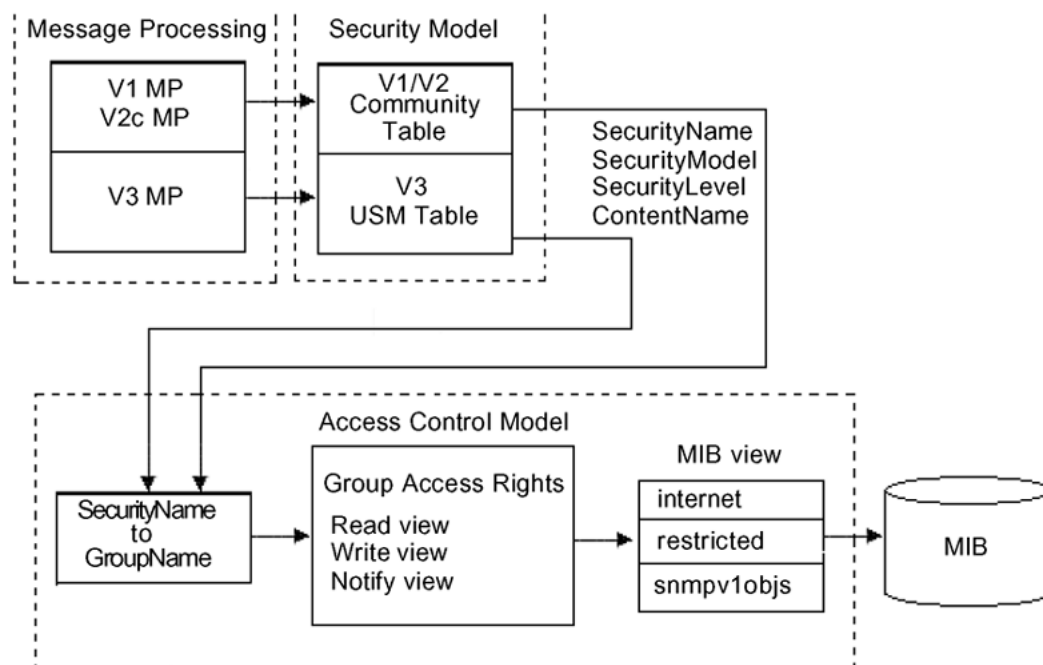 Message Processing
Security Model
V1 MP
V2c MP
V3 MP
V1/V2
Community
Table
V3
USM Table
SecurityName
SecurityModel
SecurityLevel
ContentName
Access Control Model
SecurityName
to
GroupName
Group Access Rights
Read view
Write view
Notify view
MIB view
internet
restricted
snmpv1objs
MIB